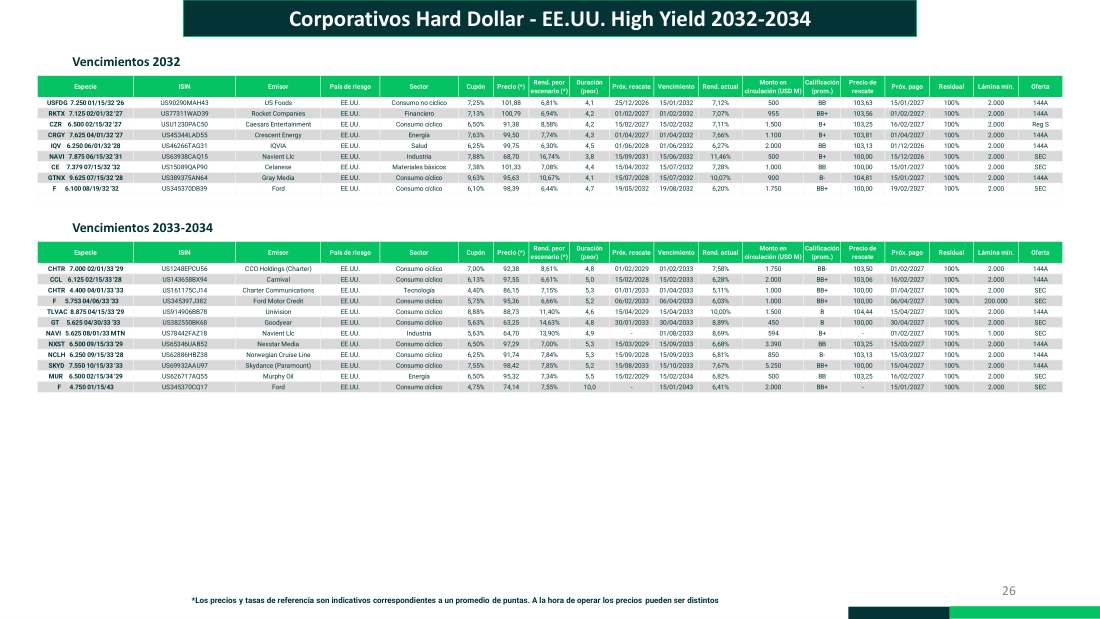 Corporativos Hard Dollar - EE.UU. High Yield 2032-2034
Vencimientos 2032
Especie ISIN Emisor País de riesgo Sector Cupón Precio (*) Rend. peor escenario (*) Duración (peor) Próx. rescate Vencimiento Rend. actual Monto en circulación (USD M) Calificación (prom.) Precio de rescate Próx. pago Residual Lámina mín. Oferta
USFDG 7.250 01/15/32 '26 US90290MAH43 US Foods EE.UU. Consumo no cíclico 7,25% 101,88 6,81% 4,1 25/12/2026 15/01/2032 7,12% 500 BB 103,63 15/01/2027 100% 2.000 144A
RKTX 7.125 02/01/32 '27 US77311WAD39 Rocket Companies EE.UU. Financiero 7,13% 100,79 6,94% 4,2 01/02/2027 01/02/2032 7,07% 955 BB+ 103,56 01/02/2027 100% 2.000 144A
CZR 6.500 02/15/32 '27 USU1230PAC50 Caesars Entertainment EE.UU. Consumo cíclico 6,50% 91,38 8,58% 4,2 15/02/2027 15/02/2032 7,11% 1.500 BB+ 103,25 16/02/2027 100% 2.000 Reg S
CRGY 7.625 04/01/32 '27 US45344LAD55 Crescent Energy EE.UU. Energía 7,63% 99,50 7,74% 4,3 01/04/2027 01/04/2032 7,66% 1.100 B+ 103,81 01/04/2027 100% 2.000 144A
IQV 6.250 06/01/32 '28 US46266TAG31 IQVIA EE.UU. Salud 6,25% 99,75 6,30% 4,5 01/06/2028 01/06/2032 6,27% 2.000 BB 103,13 01/12/2026 100% 2.000 144A
NAVI 7.875 06/15/32 '31 US63938CAQ15 Navient Llc EE.UU. Industria 7,88% 68,70 16,74% 3,8 15/09/2031 15/06/2032 11,46% 500 B+ 100,00 15/12/2026 100% 2.000 SEC
CE 7.379 07/15/32 '32 US15089QAP90 Celanese EE.UU. Materiales básicos 7,38% 101,33 7,08% 4,4 15/04/2032 15/07/2032 7,28% 1.000 BB 100,00 15/01/2027 100% 2.000 SEC
GTNX 9.625 07/15/32 '28 US389375AN64 Gray Media EE.UU. Consumo cíclico 9,63% 95,63 10,67% 4,1 15/07/2028 15/07/2032 10,07% 900 B- 104,81 15/01/2027 100% 2.000 144A
F 6.100 08/19/32 '32 US345370DB39 Ford EE.UU. Consumo cíclico 6,10% 98,39 6,44% 4,7 19/05/2032 19/08/2032 6,20% 1.750 BB+ 100,00 19/02/2027 100% 2.000 SEC
Vencimientos 2033-2034
Especie ISIN Emisor País de riesgo Sector Cupón Precio (*) Rend. peor escenario (*) Duración (peor) Próx. rescate Vencimiento Rend. actual Monto en circulación (USD M) Calificación (prom.) Precio de rescate Próx. pago Residual Lámina mín. Oferta
CHTR 7.000 02/01/33 '29 US1248EPCU56 CCO Holdings (Charter) EE.UU. Consumo cíclico 7,00% 92,38 8,61% 4,8 01/02/2029 01/02/2033 7,58% 1.750 BB- 103,50 01/02/2027 100% 2.000 144A
CCL 6.125 02/15/33 '28 US143658BX94 Carnival EE.UU. Consumo cíclico 6,13% 97,55 6,61% 5,0 15/02/2028 15/02/2033 6,28% 2.000 BB+ 103,06 16/02/2027 100% 2.000 144A
CHTR 4.400 04/01/33 '33 US161175CJ14 Charter Communications EE.UU. Tecnología 4,40% 86,15 7,15% 5,3 01/01/2033 01/04/2033 5,11% 1.000 BB+ 100,00 01/04/2027 100% 2.000 SEC
F 5.753 04/06/33 '33 US345397J382 Ford Motor Credit EE.UU. Consumo cíclico 5,75% 95,36 6,66% 5,2 06/02/2033 06/04/2033 6,03% 1.000 BB+ 100,00 06/04/2027 100% 200.000 SEC
TLVAC 8.875 04/15/33 '29 US914906BB78 Univision EE.UU. Consumo cíclico 8,88% 88,73 11,40% 4,6 15/04/2029 15/04/2033 10,00% 1.500 B 104,44 15/04/2027 100% 2.000 144A
GT 5.625 04/30/33 '33 US382550BK68 Goodyear EE.UU. Consumo cíclico 5,63% 63,25 14,63% 4,8 30/01/2033 30/04/2033 8,89% 450 B 100,00 30/04/2027 100% 2.000 SEC
NAVI 5.625 08/01/33 MTN US78442FAZ18 Navient Llc EE.UU. Industria 5,63% 64,70 13,90% 4,9 - 01/08/2033 8,69% 594 B+ - 01/02/2027 100% 1.000 SEC
NXST 6.500 09/15/33 '29 US65346UAB52 Nexstar Media EE.UU. Consumo cíclico 6,50% 97,29 7,00% 5,3 15/03/2029 15/09/2033 6,68% 3.390 BB 103,25 15/03/2027 100% 2.000 144A
NCLH 6.250 09/15/33 '28 US62886HBZ38 Norwegian Cruise Line EE.UU. Consumo cíclico 6,25% 91,74 7,84% 5,3 15/09/2028 15/09/2033 6,81% 850 B- 103,13 15/03/2027 100% 2.000 144A
SKYD 7.550 10/15/33 '33 US69932AAU97 Skydance (Paramount) EE.UU. Consumo cíclico 7,55% 98,42 7,85% 5,2 15/08/2033 15/10/2033 7,67% 5.250 BB+ 100,00 15/04/2027 100% 2.000 144A
MUR 6.500 02/15/34 '29 US626717AQ55 Murphy Oil EE.UU. Energía 6,50% 95,32 7,34% 5,5 15/02/2029 15/02/2034 6,82% 500 BB 103,25 16/02/2027 100% 2.000 SEC
F 4.750 01/15/43 US345370CQ17 Ford EE.UU. Consumo cíclico 4,75% 74,14 7,55% 10,0 - 15/01/2043 6,41% 2.000 BB+ - 15/01/2027 100% 2.000 SEC
*Los precios y tasas de referencia son indicativos correspondientes a un promedio de puntas. A la hora de operar los precios pueden ser distintos
26